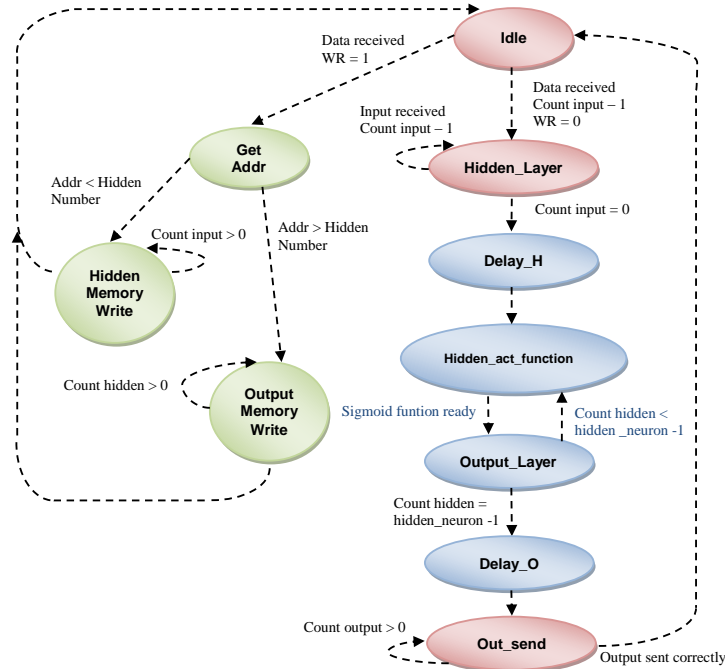 Idle
Data received
WR = 1
Data received
Count input – 1
WR = 0
Input received
Count input – 1
Get
Addr
Hidden_Layer
Addr < Hidden
Number
Addr > Hidden
Number
Count input = 0
Count input > 0
Hidden
Memory
Write
Delay_H
Hidden_act_function
Count hidden > 0
Output
Memory
Write
Sigmoid funtion ready
Count hidden <
hidden _neuron -1
Output_Layer
Count hidden =
hidden_neuron -1
Delay_O
Count output > 0
Out_send
Output sent correctly